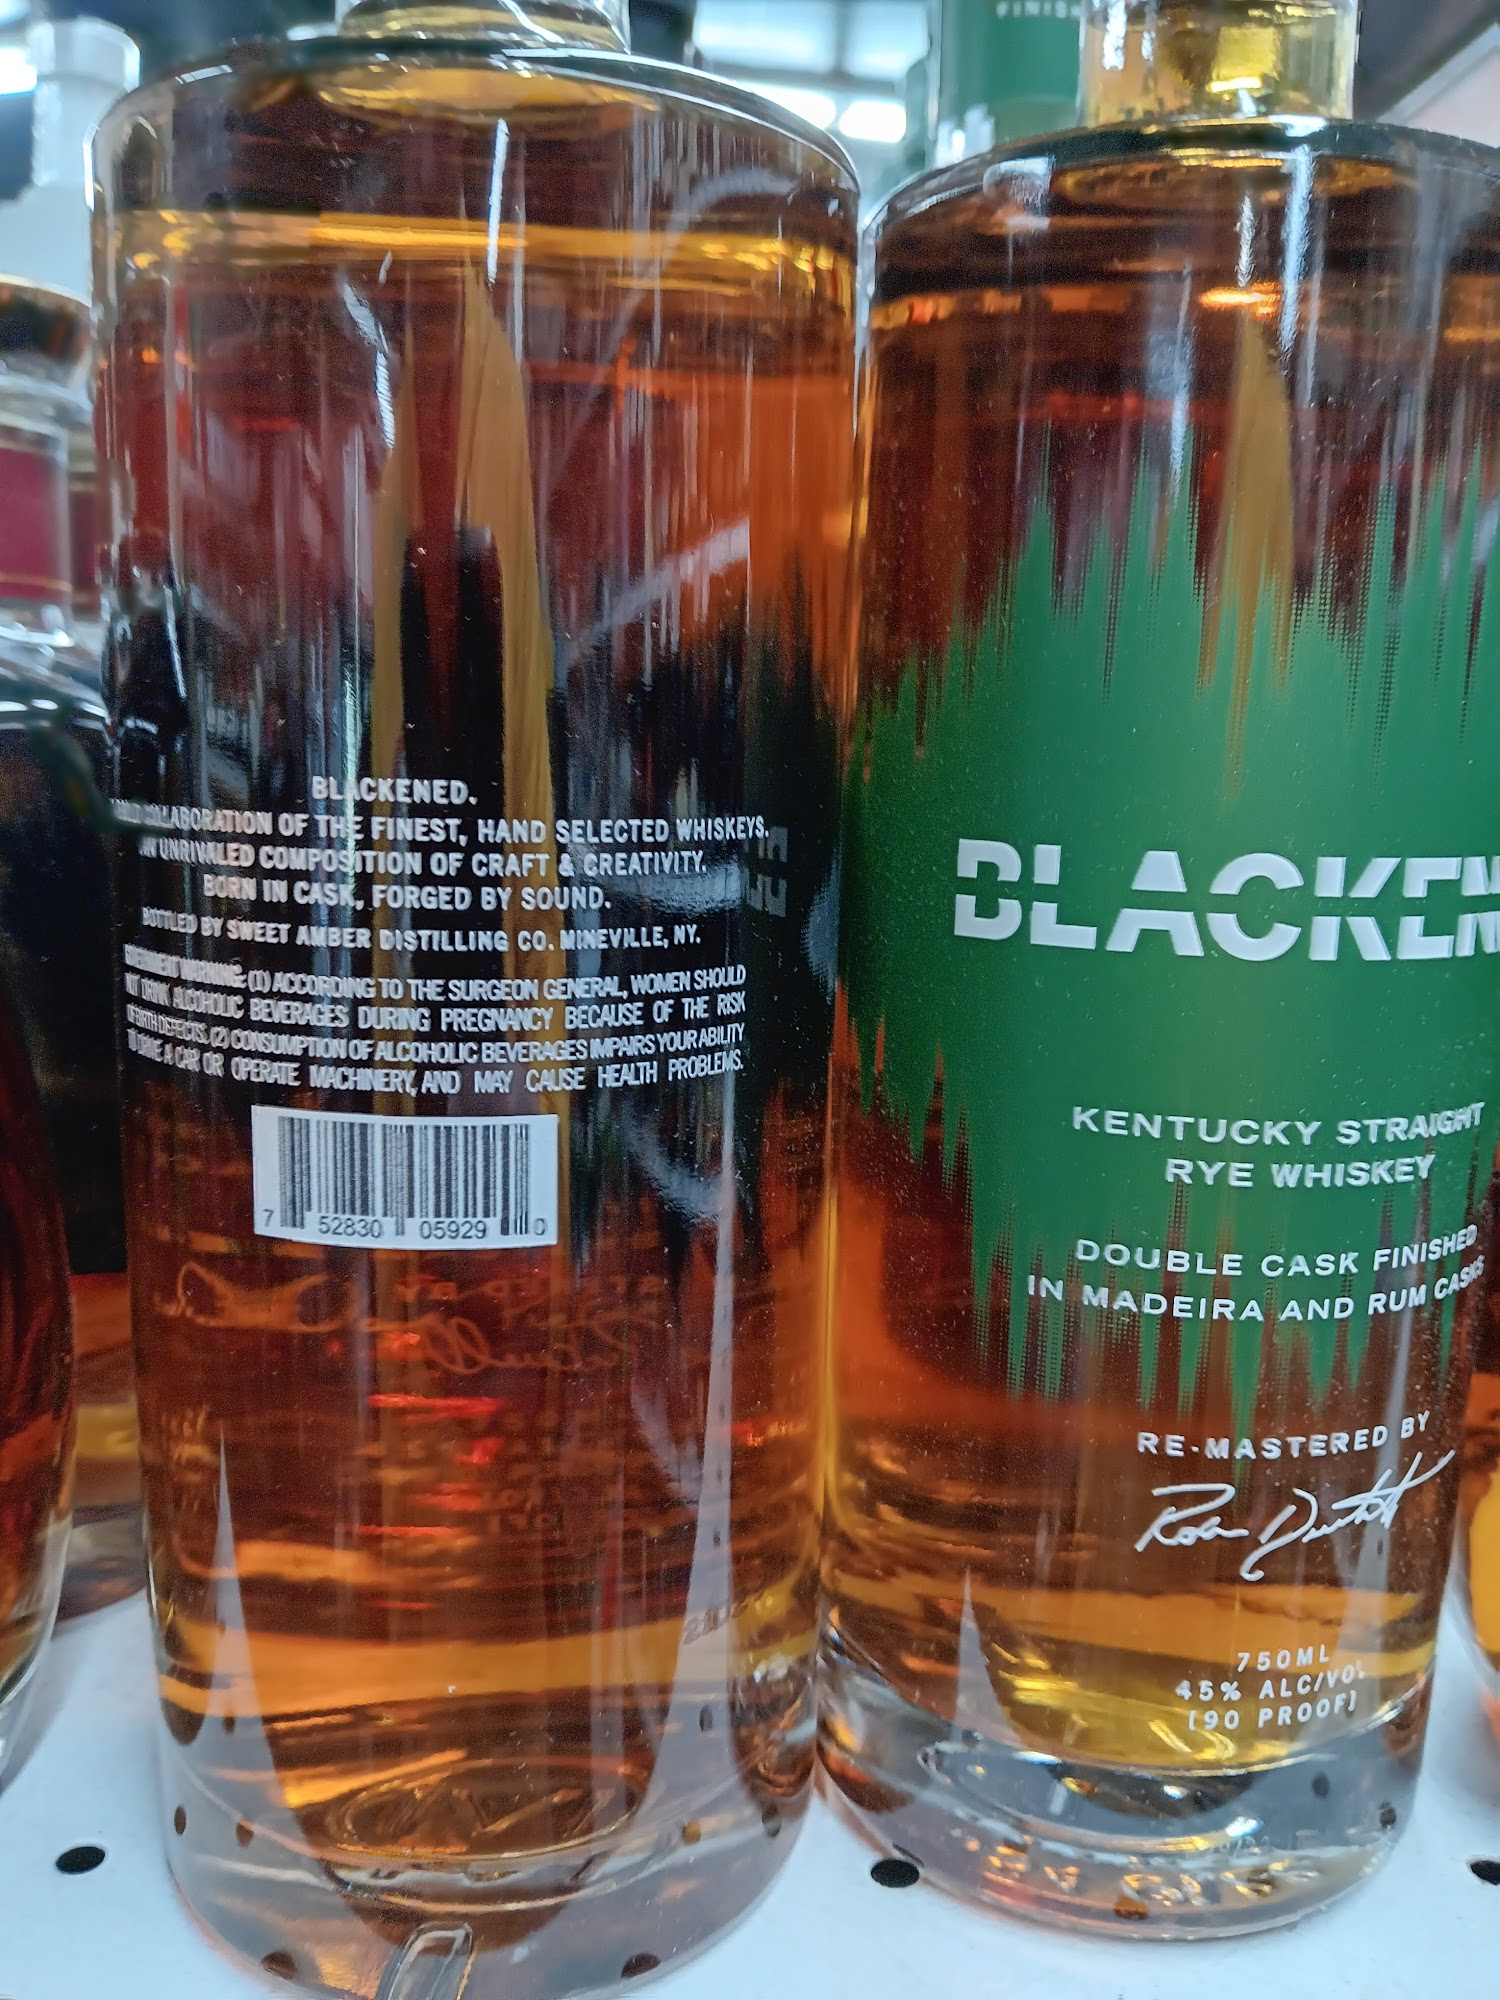 BLACKENED.
COLLABORATION OF THE FINEST, HAND SELECTED WHISKEYS.
AN UNRIVALED COMPOSITION OF CRAFT & CREATIVITY.
BORN IN CASK, FORGED BY SOUND.
BOTTLED BY SWEET AMBER DISTILLING CO. MINEVILLE, NY.
GOVERNMENT WARNING: (1) ACCORDING TO THE SURGEON GENERAL, WOMEN SHOULD
NOT DRINK ALCOHOLIC BEVERAGES DURING PREGNANCY BECAUSE OF THE RISK
OF BIRTH DEFECTS. (2) CONSUMPTION OF ALCOHOLIC BEVERAGES IMPAIRS YOUR ABILITY
TO DRIVE A CAR OR OPERATE MACHINERY, AND MAY CAUSE HEALTH PROBLEMS.
7 52830 05929 0
FINISH
BLACKEN
KENTUCKY STRAIGHT
RYE WHISKEY
DOUBLE CASK FINISHED
IN MADEIRA AND RUM CASKS
RE-MASTERED BY
750ML
45% ALC/VOL
[90 PROOF]